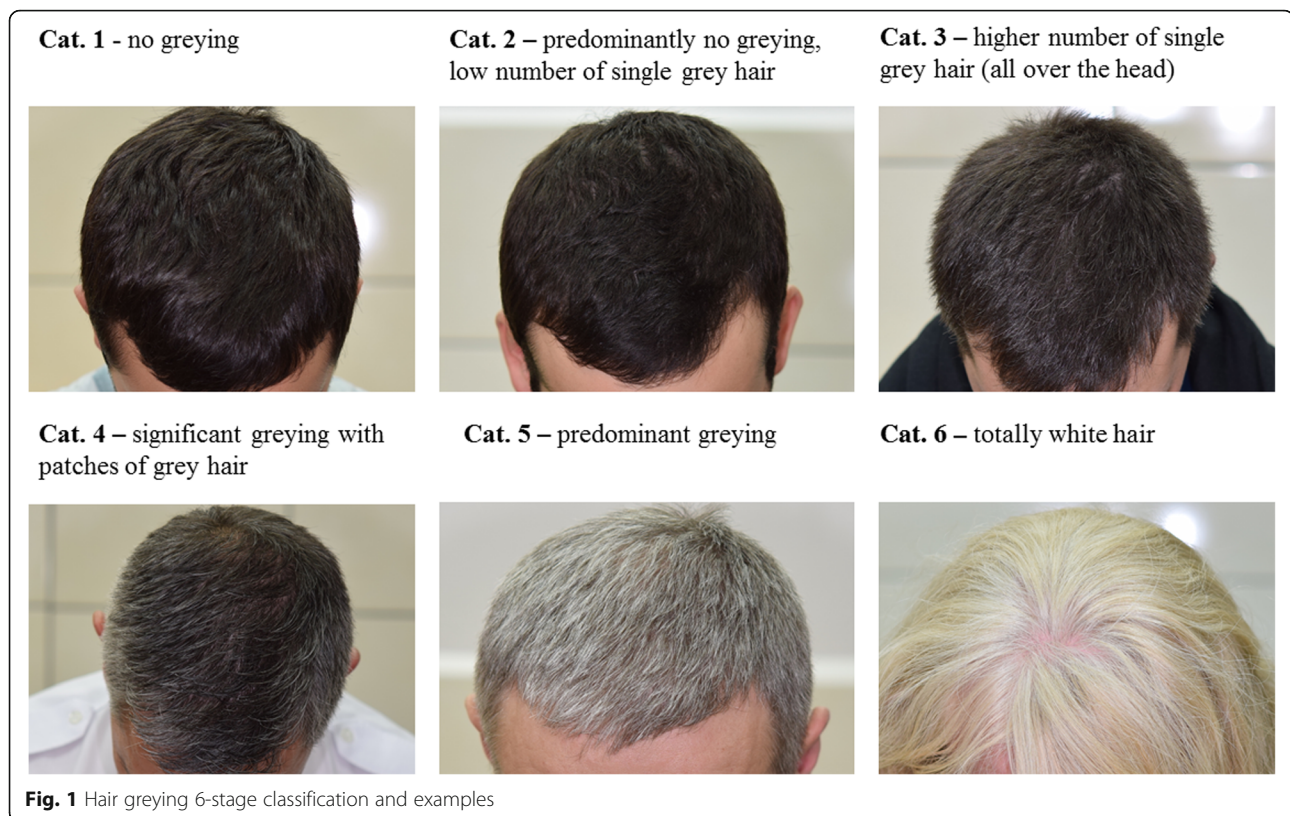 Cat. 1 - no greying
Cat. 2 – predominantly no greying,
low number of single grey hair
Cat. 3 – higher number of single
grey hair (all over the head)
Cat. 4 – significant greying with
patches of grey hair
Cat. 5 – predominant greying
Cat. 6 – totally white hair
Fig. 1 Hair greying 6-stage classification and examples